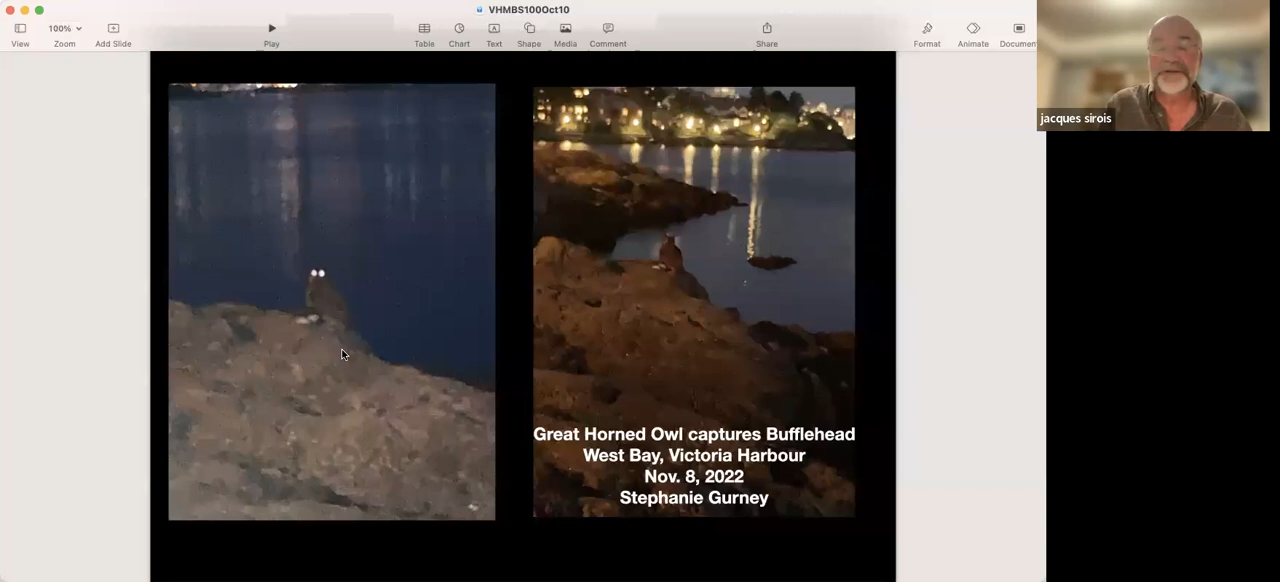 VHMBS100Oct10
100%
View
Zoom
Add Slide
Play
Table
Chart
Text
Shape
Media
Comment
Share
Format
Animate
Documen
jacques sirois
Great Horned Owl captures Bufflehead
West Bay, Victoria Harbour
Nov. 8, 2022
Stephanie Gurney